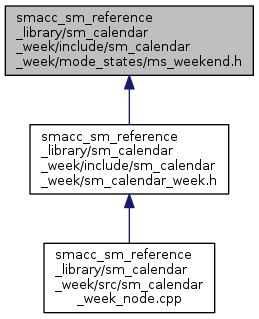 smacc_sm_reference
_library/sm_calendar
_week/include/sm_calendar
_week/mode_states/ms_weekend.h
smacc_sm_reference
_library/sm_calendar
_week/include/sm_calendar
_week/sm_calendar_week.h
smacc_sm_reference
_library/sm_calendar
_week/src/sm_calendar
_week_node.cpp